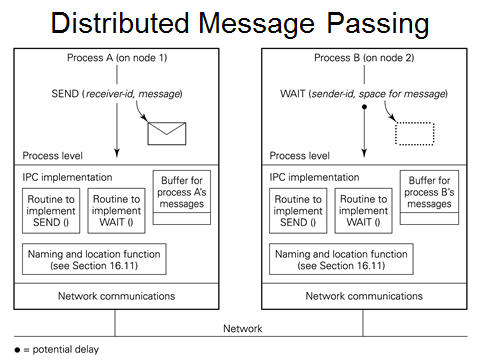 Distributed Message Passing
Process A (on node 1)
SEND (receiver-id, message)
Process level
IPC implementation
Routine to
implement
SEND ()
Routine to
implement
WAIT ()
Buffer for
process A's
messages
Naming and location function
(see Section 16.11)
Network communications
Process B (on node 2)
WAIT (sender-id, space for message)
Process level
IPC implementation
Routine to
implement
SEND ()
Routine to
implement
WAIT ()
Buffer for
process B's
messages
Naming and location function
(see Section 16.11)
Network communications
Network
● = potential delay